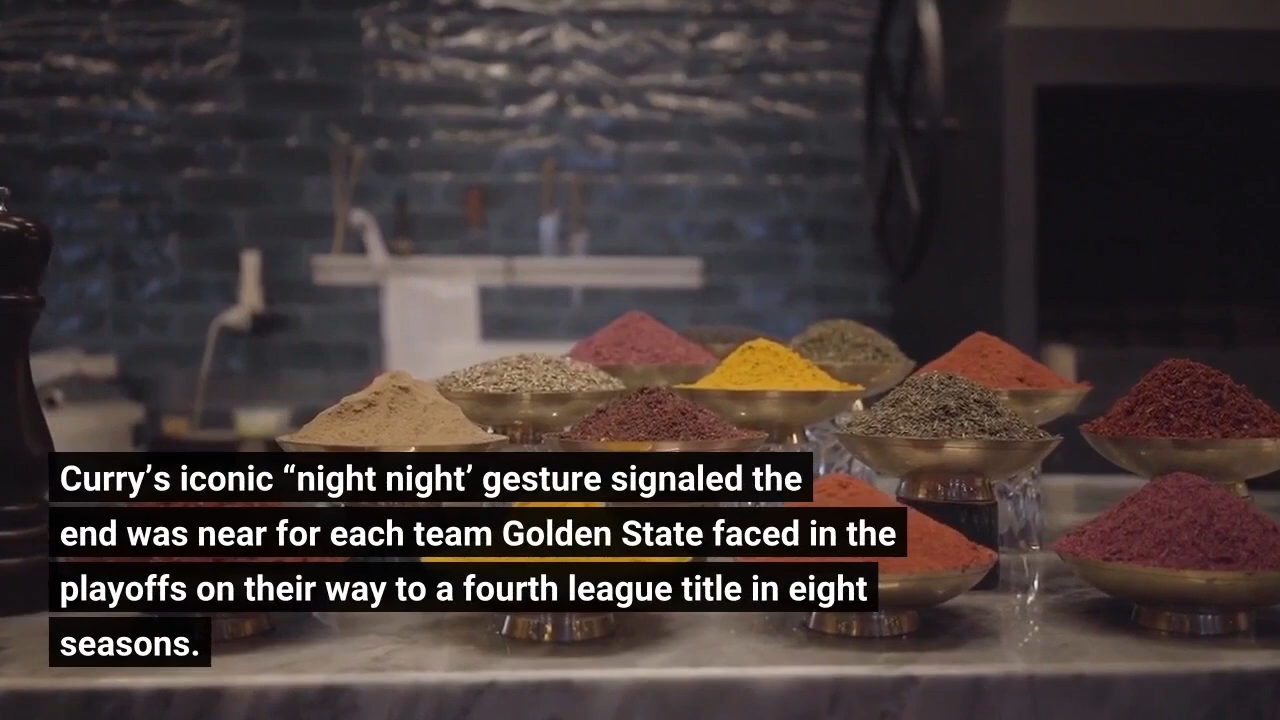 Curry’s iconic “night night’ gesture signaled the
end was near for each team Golden State faced in the
playoffs on their way to a fourth league title in eight
seasons.